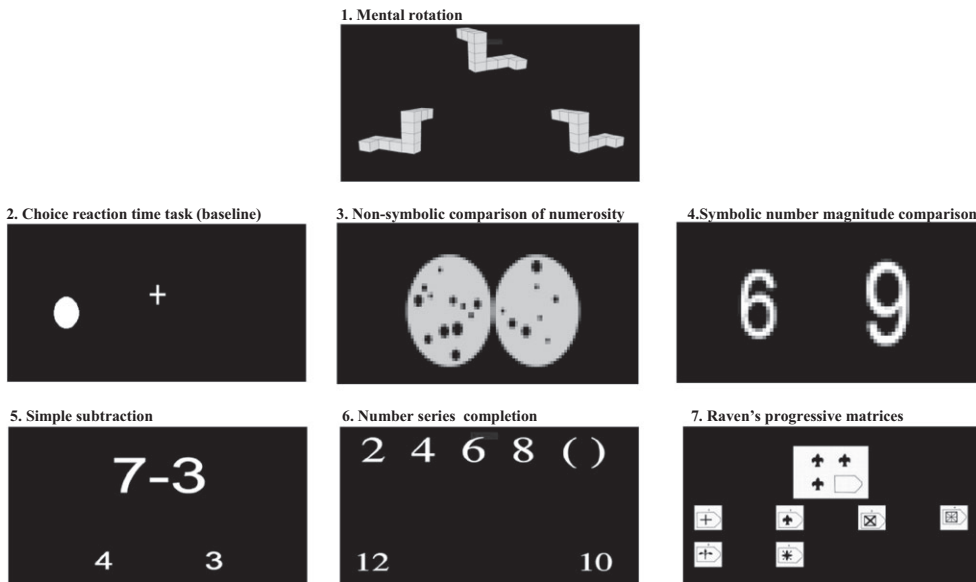 1. Mental rotation
2. Choice reaction time task (baseline)
3. Non-symbolic comparison of numerosity
4.Symbolic number magnitude comparison
6 9
5. Simple subtraction
7-3
4 3
6. Number series completion
2 4 6 8 ( )
12 10
7. Raven’s progressive matrices